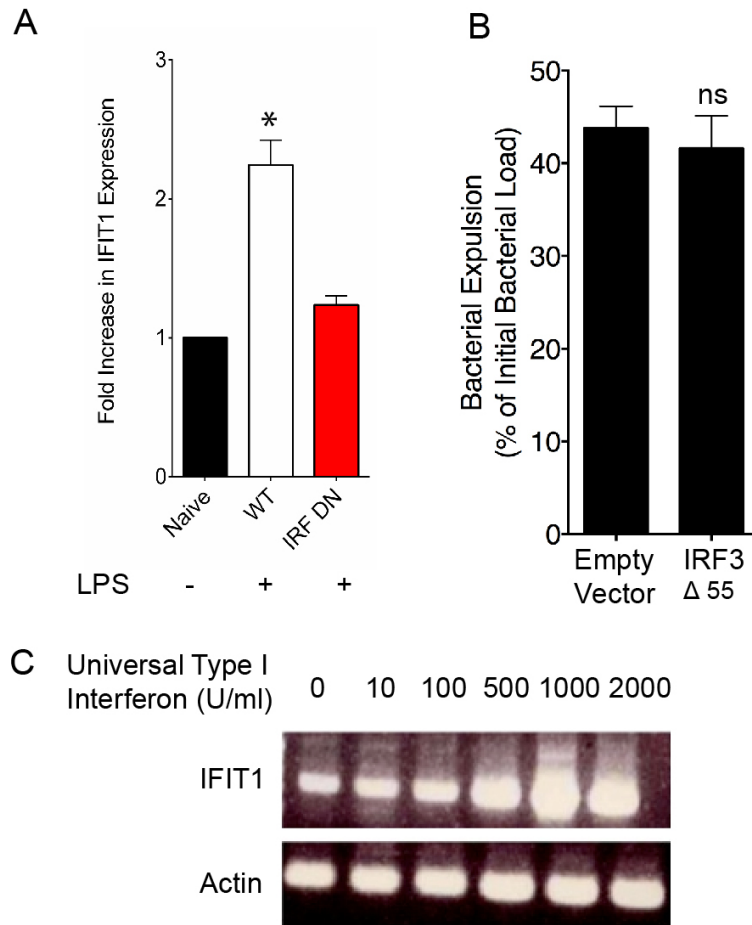 A
Fold Increase in IFIT1 Expression
3
2
1
0
*
Naive
WT
IRF DN
LPS - + +
B
Bacterial Expulsion
(% of Initial Bacterial Load)
50
40
30
20
10
0
ns
Empty
Vector
IRF3
Δ 55
C
Universal Type I
Interferon (U/ml) 0 10 100 500 1000 2000
IFIT1
Actin